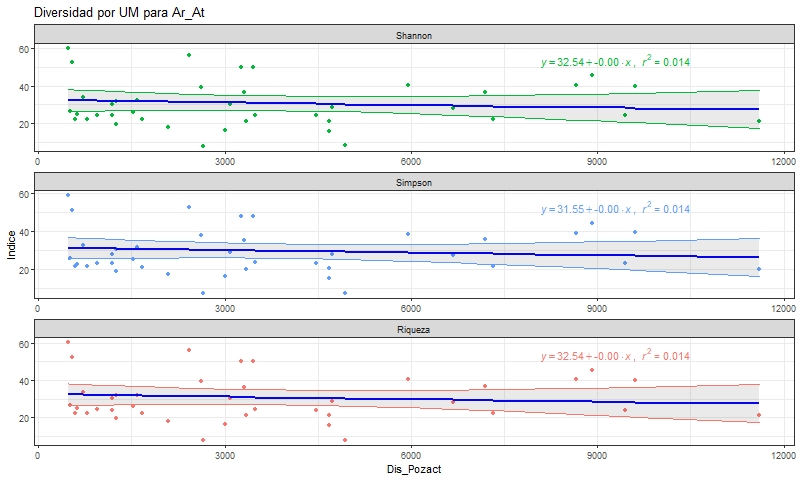 Diversidad por UM para Ar_At
Shannon
y = 32.54 + -0.00 · x , r² = 0.014
60
40
20
0 3000 6000 9000 12000
Simpson
y = 31.55 + -0.00 · x , r² = 0.014
60
40
20
0 3000 6000 9000 12000
Indice
Riqueza
y = 32.54 + -0.00 · x , r² = 0.014
60
40
20
0 3000 6000 9000 12000
Dis_Pozact